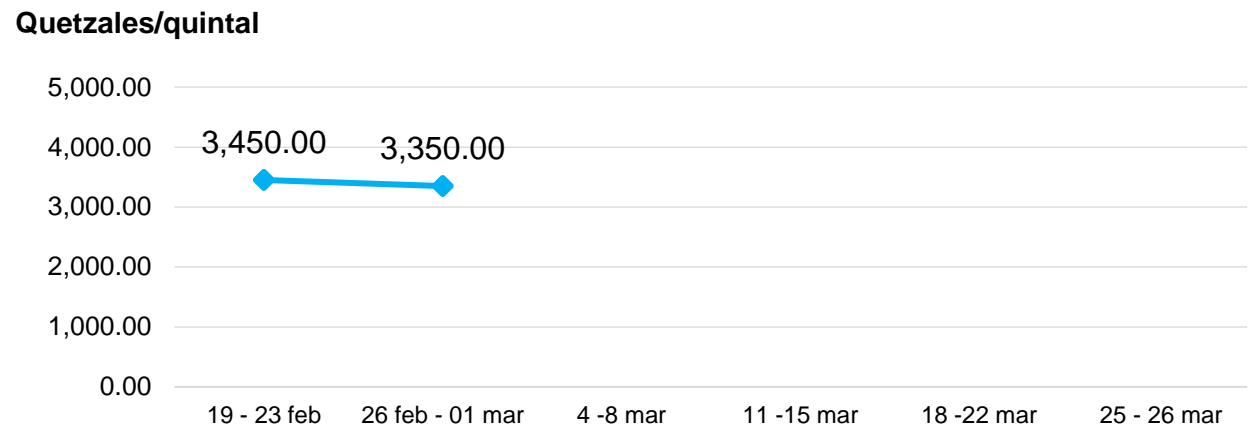 Quetzales/quintal
5,000.00
4,000.00
3,450.00
3,350.00
3,000.00
2,000.00
1,000.00
0.00
19 - 23 feb
26 feb - 01 mar
4 -8 mar
11 -15 mar
18 -22 mar
25 - 26 mar